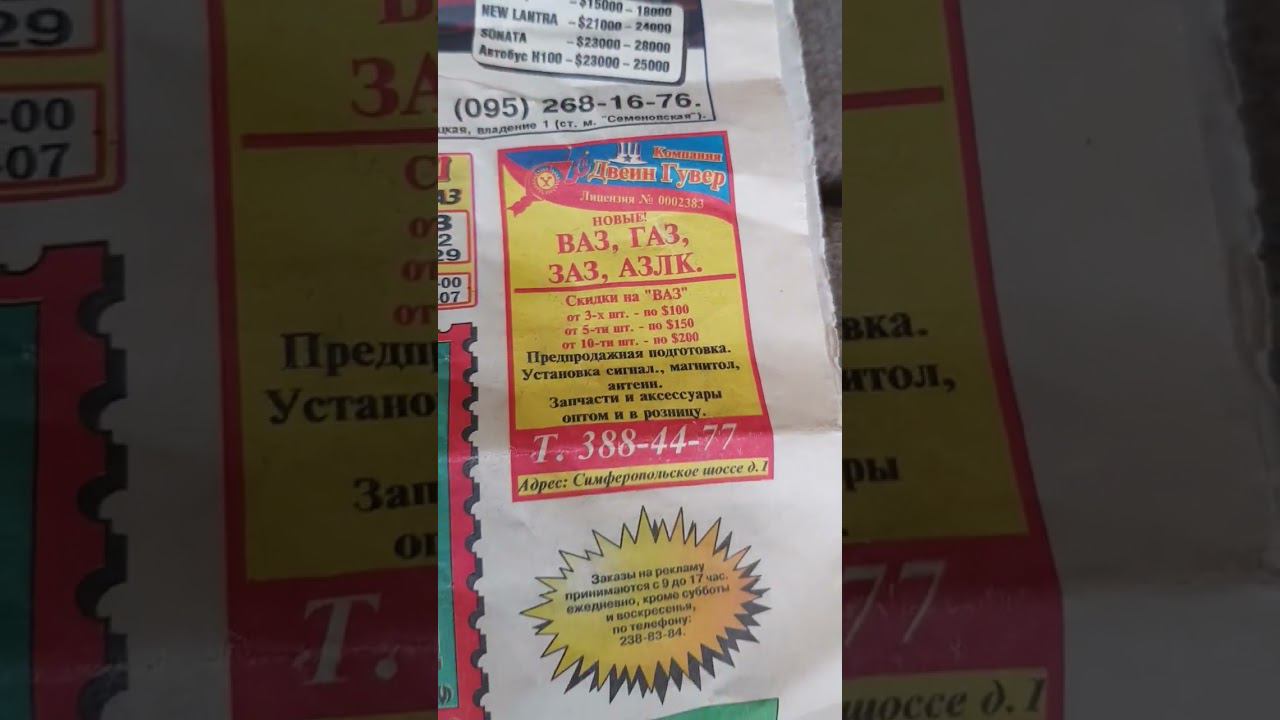 - $15000 – 18000
NEW LANTRA – $21000 – 24000
SONATA – $23000 – 28000
Автобус H100 – $23000 – 25000
(095) 268-16-76.
цкая, владение 1 (ст. м. "Семеновская").
Компания
Двеин Гувер
Лицензия № 0002383
НОВЫЕ!
ВАЗ, ГАЗ,
ЗАЗ, АЗЛК.
Скидки на "ВАЗ"
от 3-х шт. - по $100
от 5-ти шт. - по $150
от 10-ти шт. - по $200
Предпродажная подготовка.
Установка сигнал., магнитол,
антенн.
Запчасти и аксессуары
оптом и в розницу.
Т. 388-44-77
Адрес: Симферопольское шоссе д.1
Заказы на рекламу
принимаются с 9 до 17 час.
ежедневно, кроме субботы
и воскресенья,
по телефону:
238-83-84.